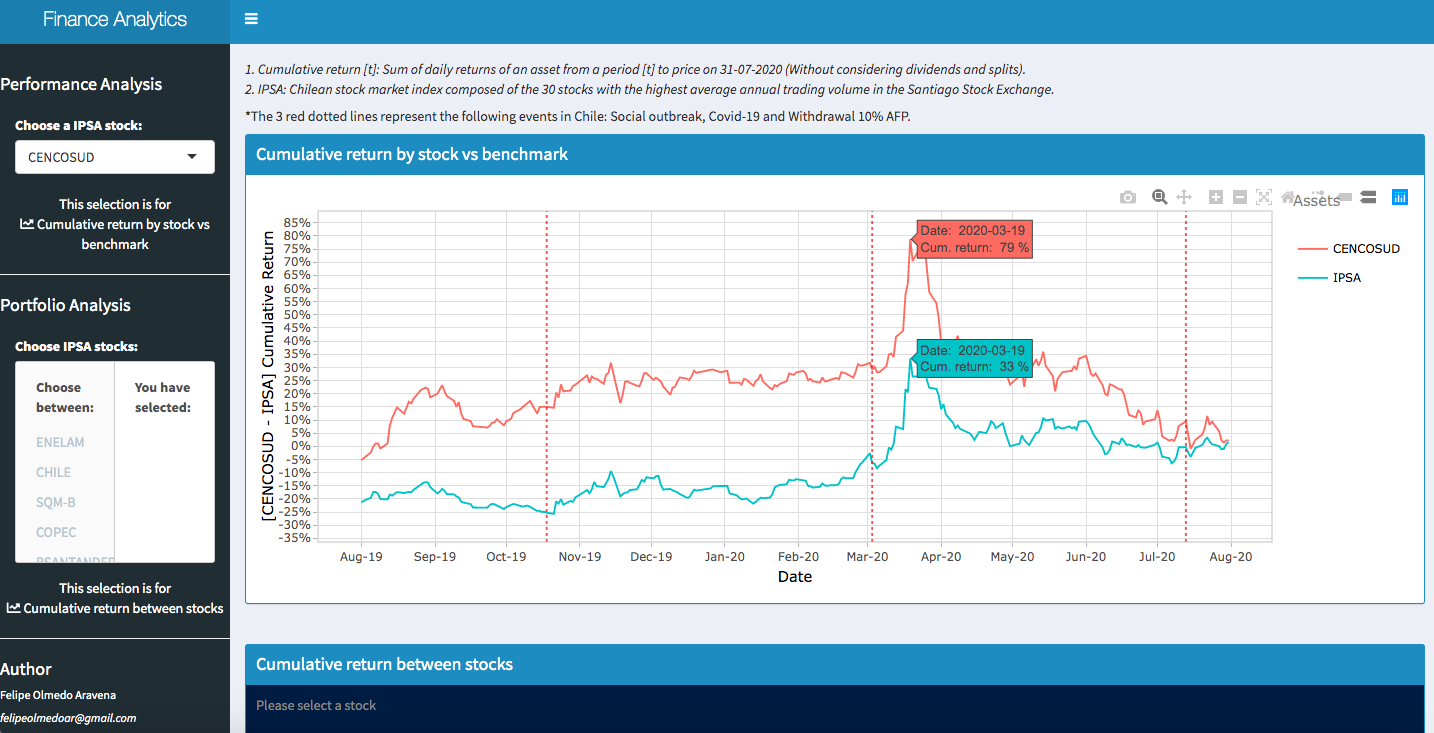 Finance Analytics
Performance Analysis
Choose a IPSA stock:
CENCOSUD
This selection is for
Cumulative return by stock vs
benchmark
Portfolio Analysis
Choose IPSA stocks:
Choose
between:
You have
selected:
ENELAM
CHILE
SQM-B
COPEC
BSANTANDER
This selection is for
Cumulative return between stocks
Author
Felipe Olmedo Aravena
felipeolmedoar@gmail.com
1. Cumulative return [t]: Sum of daily returns of an asset from a period [t] to price on 31-07-2020 (Without considering dividends and splits).
2. IPSA: Chilean stock market index composed of the 30 stocks with the highest average annual trading volume in the Santiago Stock Exchange.
*The 3 red dotted lines represent the following events in Chile: Social outbreak, Covid-19 and Withdrawal 10% AFP.
Cumulative return by stock vs benchmark
Assets
CENCOSUD
IPSA
[CENCOSUD - IPSA] Cumulative Return
85%
80%
75%
70%
65%
60%
55%
50%
45%
40%
35%
30%
25%
20%
15%
10%
5%
0%
-5%
-10%
-15%
-20%
-25%
-30%
-35%
Date: 2020-03-19
Cum. return: 79 %
Date: 2020-03-19
Cum. return: 33 %
Aug-19 Sep-19 Oct-19 Nov-19 Dec-19 Jan-20 Feb-20 Mar-20 Apr-20 May-20 Jun-20 Jul-20 Aug-20
Date
Cumulative return between stocks
Please select a stock